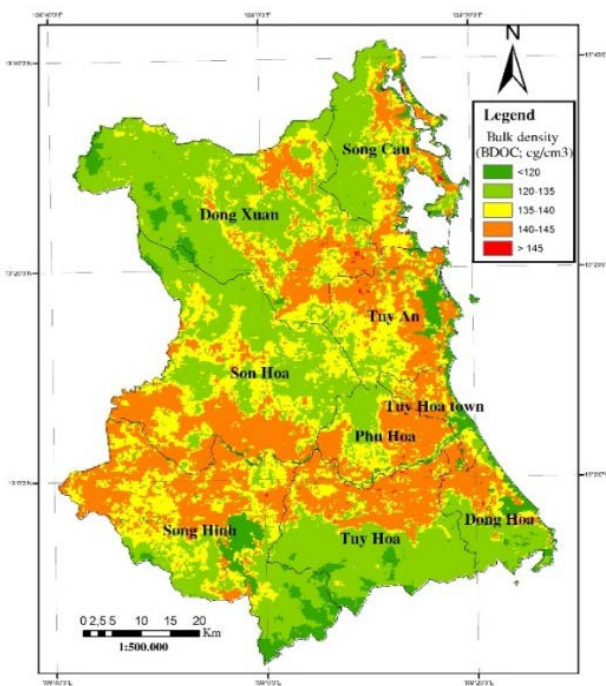 N
Legend
Bulk density
(BDOC; cg/cm3)
<120
120-135
135-140
140-145
> 145
Song Cau
Dong Xuan
Tuy An
Son Hoa
Tuy Hoa town
Phu Hoa
Dong Hoa
Song Hinh
Tuy Hoa
0 2,5 5 10 15 20
Km
1:500.000